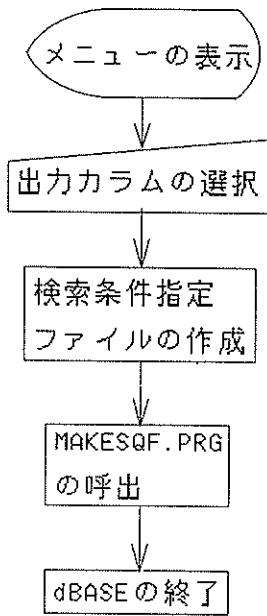 メニューの表示
出力カラムの選択
検索条件指定
ファイルの作成
MAKESQF.PRG
の呼出
dBASEの終了